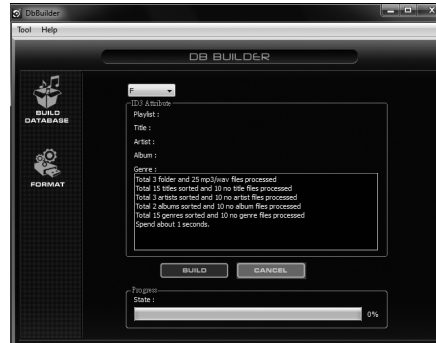 DbBuilder
Tool Help
DB BUILDER
BUILD
DATABASE
FORMAT
F
ID3 Attribute
Playlist :
Title :
Artist :
Album :
Genre :
Total 3 folder and 25 mp3/wav files processed
Total 15 titles sorted and 10 no title files processed
Total 3 artists sorted and 10 no artist files processed
Total 2 albums sorted and 10 no album files processed
Total 15 genres sorted and 10 no genre files processed
Spend about 1 seconds.
BUILD CANCEL
Progress
State :
0%